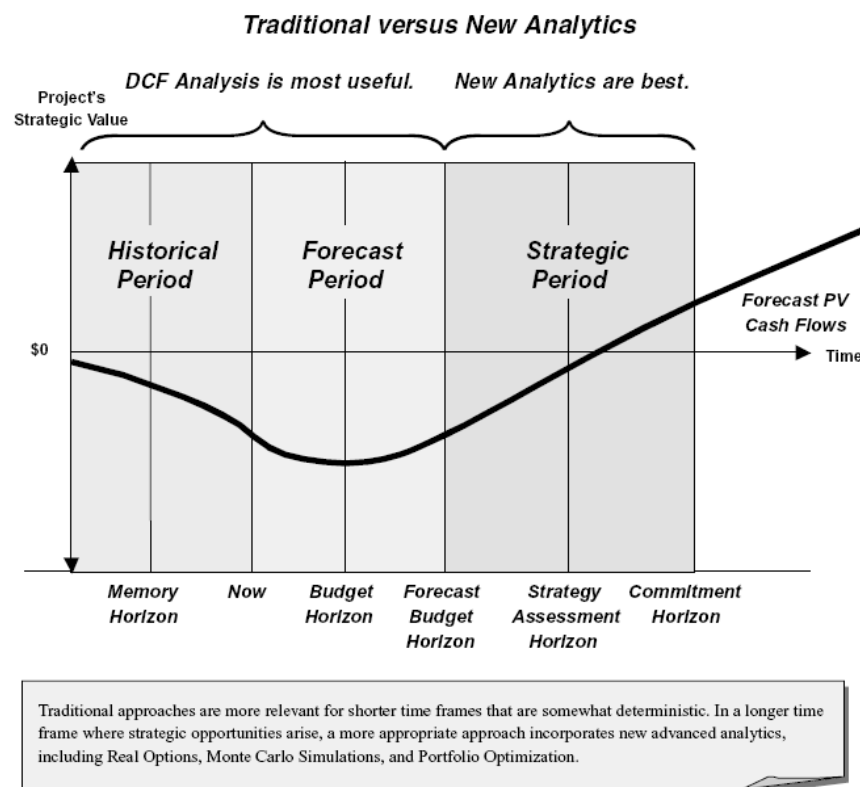 Traditional versus New Analytics
DCF Analysis is most useful.
New Analytics are best.
Project's
Strategic Value
Historical
Period
Forecast
Period
Strategic
Period
Forecast PV
Cash Flows
$0
Time
Memory
Horizon
Now
Budget
Horizon
Forecast
Budget
Horizon
Strategy
Assessment
Horizon
Commitment
Horizon
Traditional approaches are more relevant for shorter time frames that are somewhat deterministic. In a longer time
frame where strategic opportunities arise, a more appropriate approach incorporates new advanced analytics,
including Real Options, Monte Carlo Simulations, and Portfolio Optimization.